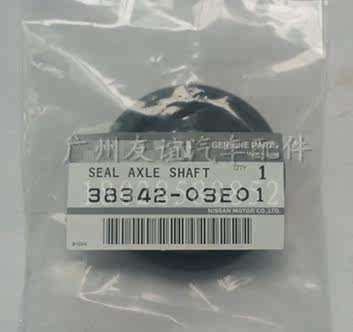 GENUINE PARTS
广州友谊汽车配件
SEAL AXLE SHAFT QTY 1
38342-03E01
NISSAN MOTOR CO.,LTD.